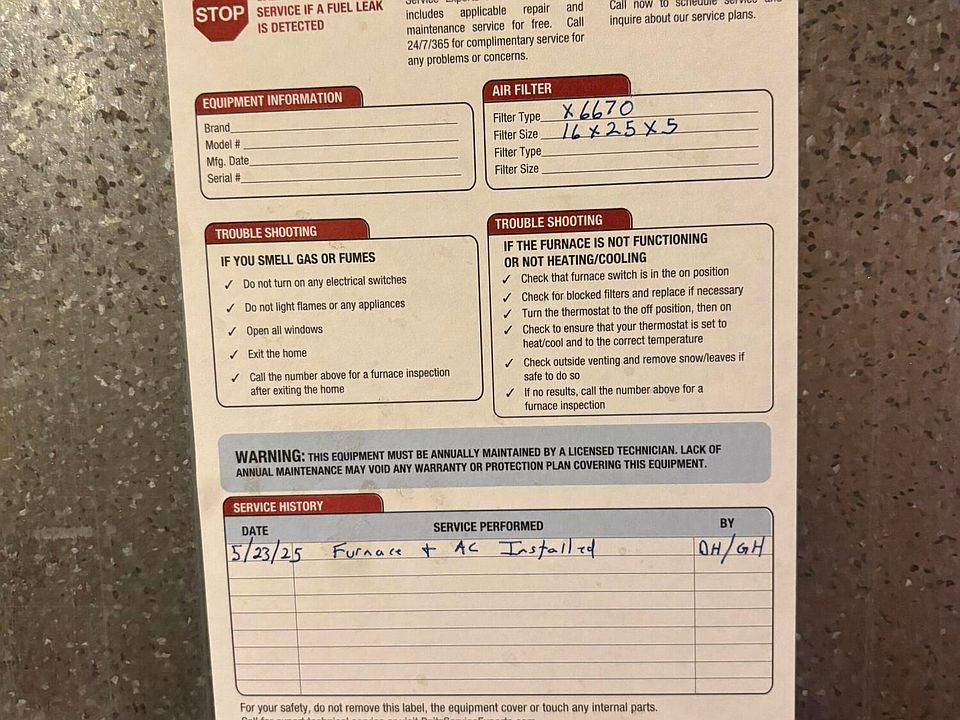 STOP
SERVICE IF A FUEL LEAK
IS DETECTED
includes applicable repair and
maintenance service for free. Call
24/7/365 for complimentary service for
any problems or concerns.
Call now to schedule service and
inquire about our service plans.
EQUIPMENT INFORMATION
Brand
Model #
Mfg. Date
Serial #
AIR FILTER
Filter Type X6670
Filter Size 16 x 25 x 5
Filter Type
Filter Size
TROUBLE SHOOTING
IF YOU SMELL GAS OR FUMES
✓ Do not turn on any electrical switches
✓ Do not light flames or any appliances
✓ Open all windows
✓ Exit the home
✓ Call the number above for a furnace inspection
after exiting the home
TROUBLE SHOOTING
IF THE FURNACE IS NOT FUNCTIONING
OR NOT HEATING/COOLING
✓ Check that furnace switch is in the on position
✓ Check for blocked filters and replace if necessary
✓ Turn the thermostat to the off position, then on
✓ Check to ensure that your thermostat is set to
heat/cool and to the correct temperature
✓ Check outside venting and remove snow/leaves if
safe to do so
✓ If no results, call the number above for a
furnace inspection
WARNING: THIS EQUIPMENT MUST BE ANNUALLY MAINTAINED BY A LICENSED TECHNICIAN. LACK OF
ANNUAL MAINTENANCE MAY VOID ANY WARRANTY OR PROTECTION PLAN COVERING THIS EQUIPMENT.
SERVICE HISTORY
DATE SERVICE PERFORMED BY
5/23/25 Furnace + AC Installed DH/GH
For your safety, do not remove this label, the equipment cover or touch any internal parts.